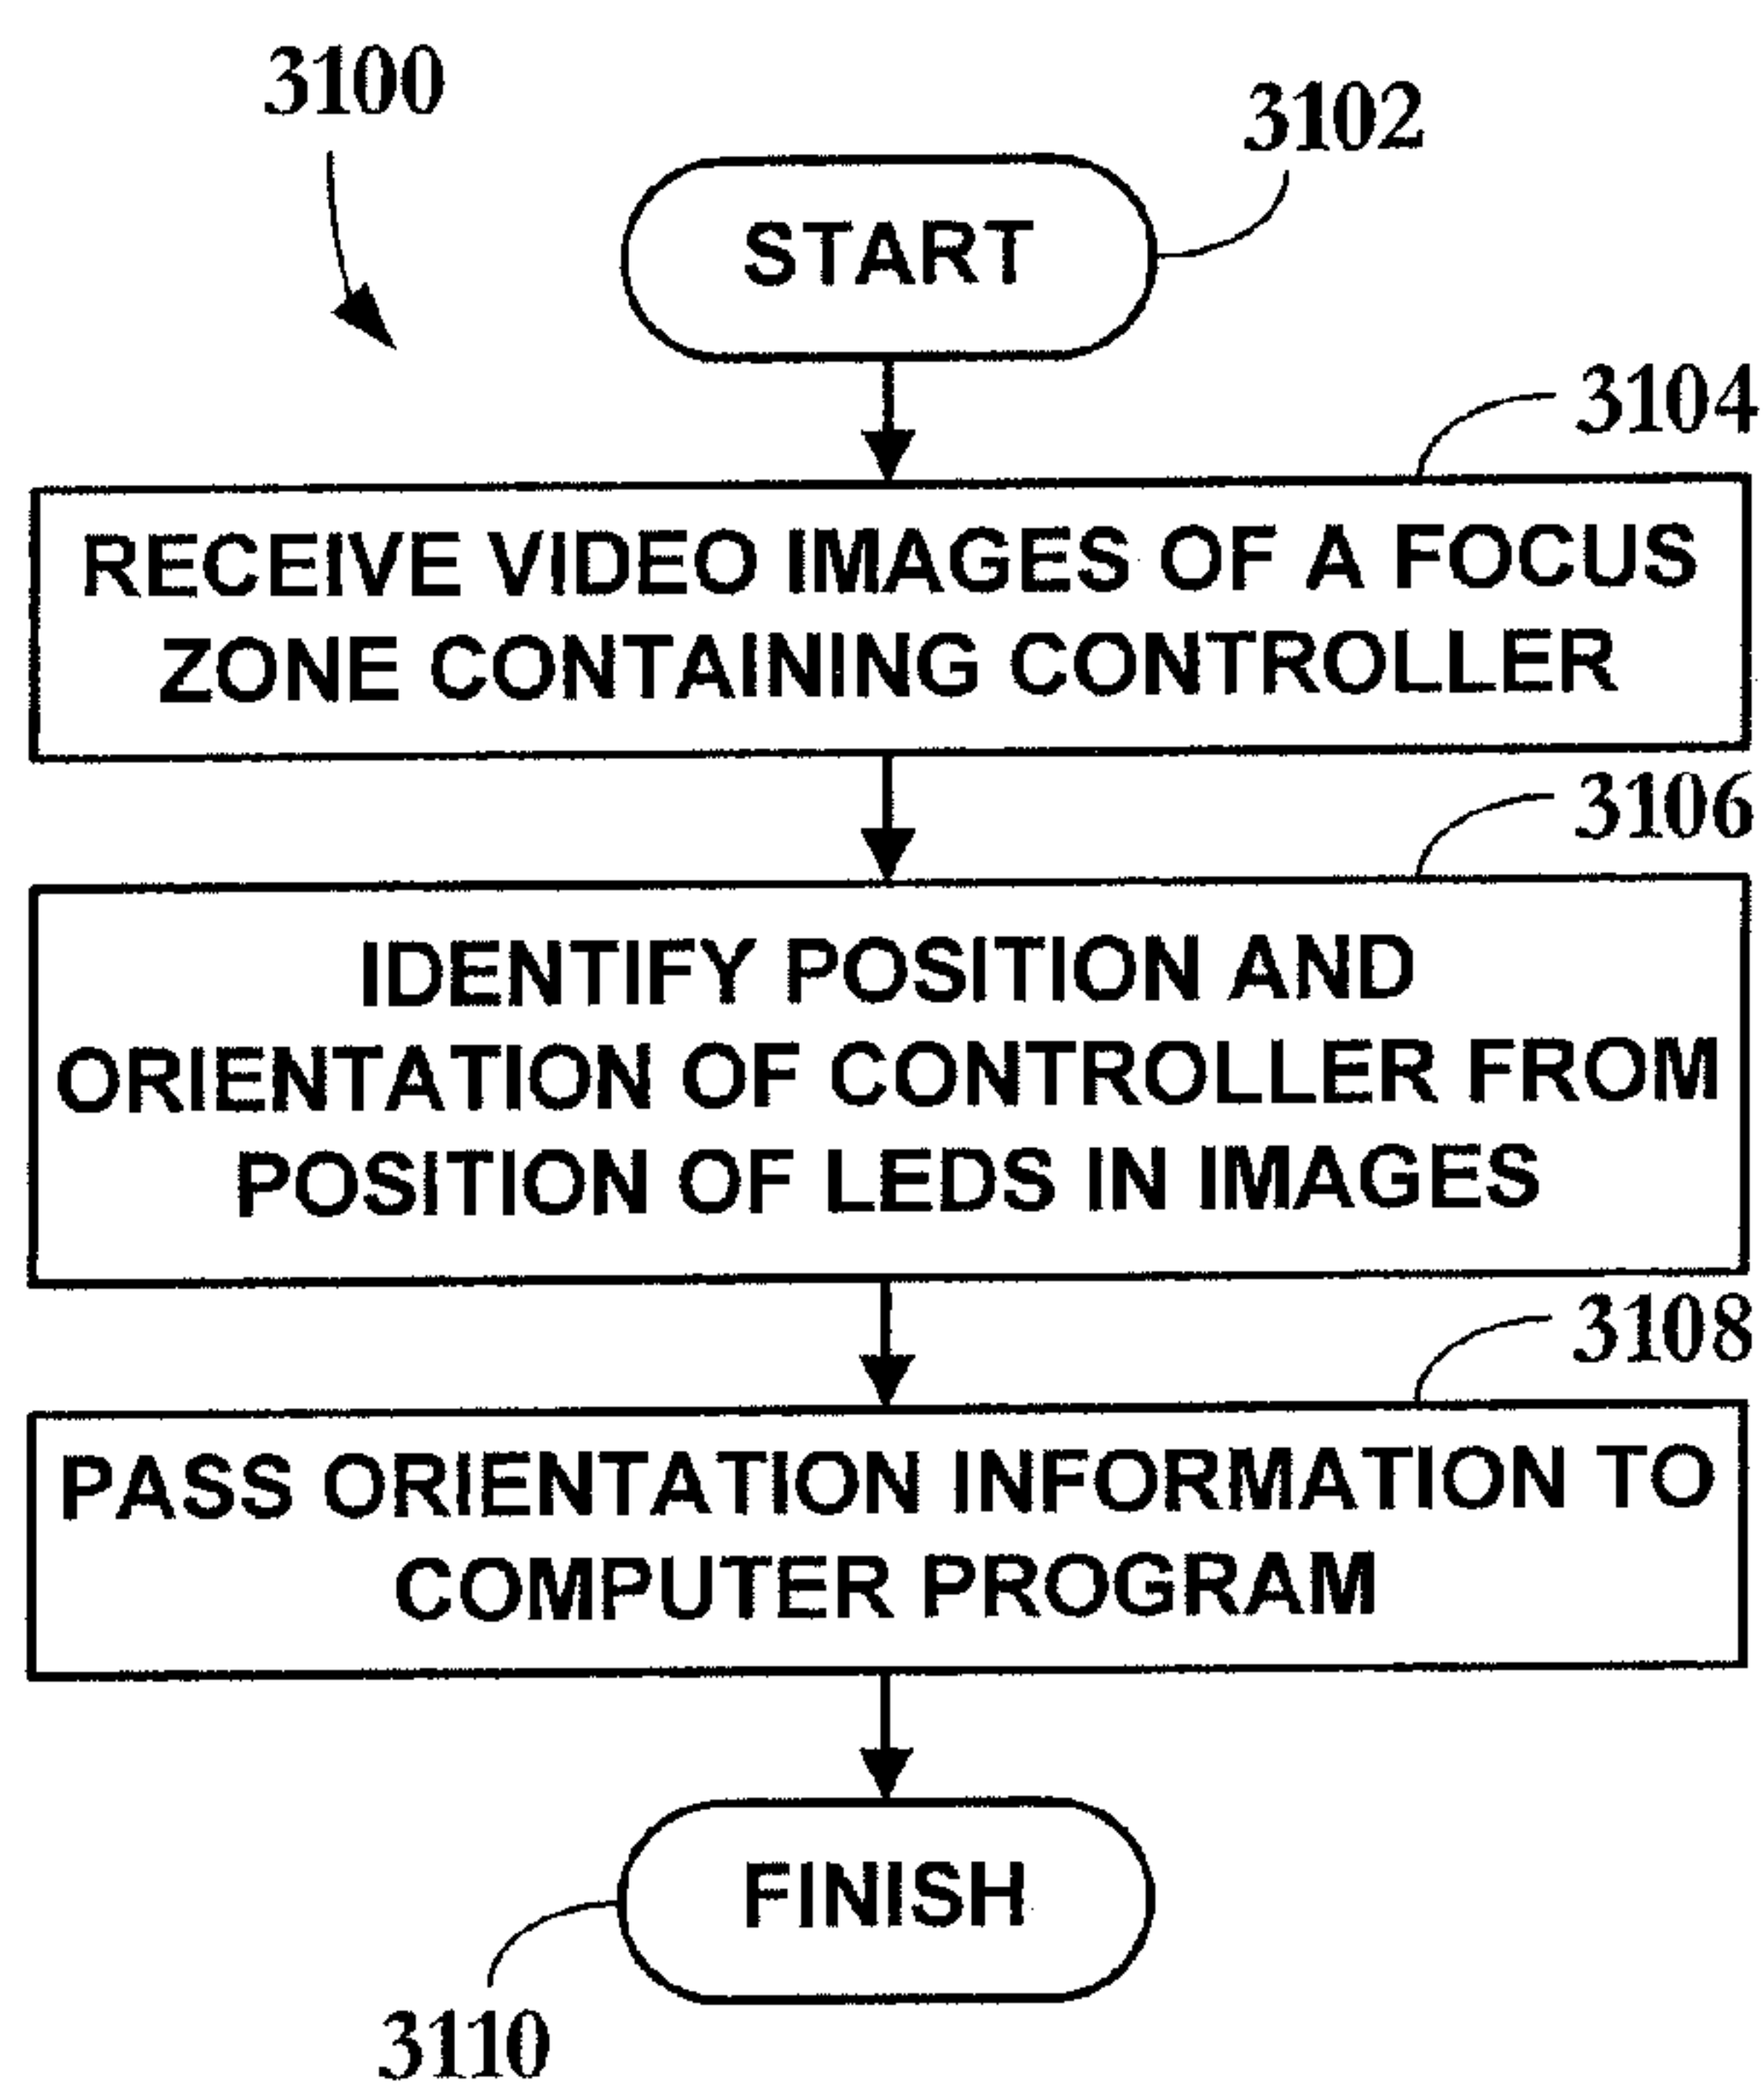 3100
3102
START
3104
RECEIVE VIDEO IMAGES OF A FOCUS
ZONE CONTAINING CONTROLLER
3106
IDENTIFY POSITION AND
ORIENTATION OF CONTROLLER FROM
POSITION OF LEDS IN IMAGES
3108
PASS ORIENTATION INFORMATION TO
COMPUTER PROGRAM
FINISH
3110